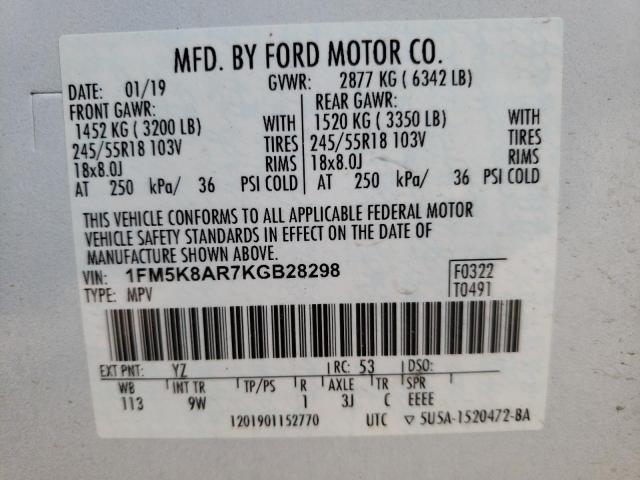 MFD. BY FORD MOTOR CO.
DATE: 01/19 GVWR: 2877 KG ( 6342 LB)
FRONT GAWR: REAR GAWR:
1452 KG ( 3200 LB) WITH 1520 KG ( 3350 LB) WITH
245/55R18 103V TIRES 245/55R18 103V TIRES
18x8.0J RIMS 18x8.0J RIMS
AT 250 kPa/ 36 PSI COLD AT 250 kPa/ 36 PSI COLD
THIS VEHICLE CONFORMS TO ALL APPLICABLE FEDERAL MOTOR
VEHICLE SAFETY STANDARDS IN EFFECT ON THE DATE OF
MANUFACTURE SHOWN ABOVE.
VIN: 1FM5K8AR7KGB28298 F0322
TYPE: MPV T0491
EXT PNT: YZ RC: 53 DSO:
WB INT TR TP/PS R AXLE TR SPR
113 9W 1 3J C EEEE
1201901152770 UTC ▽ 5U5A-1520472-BA